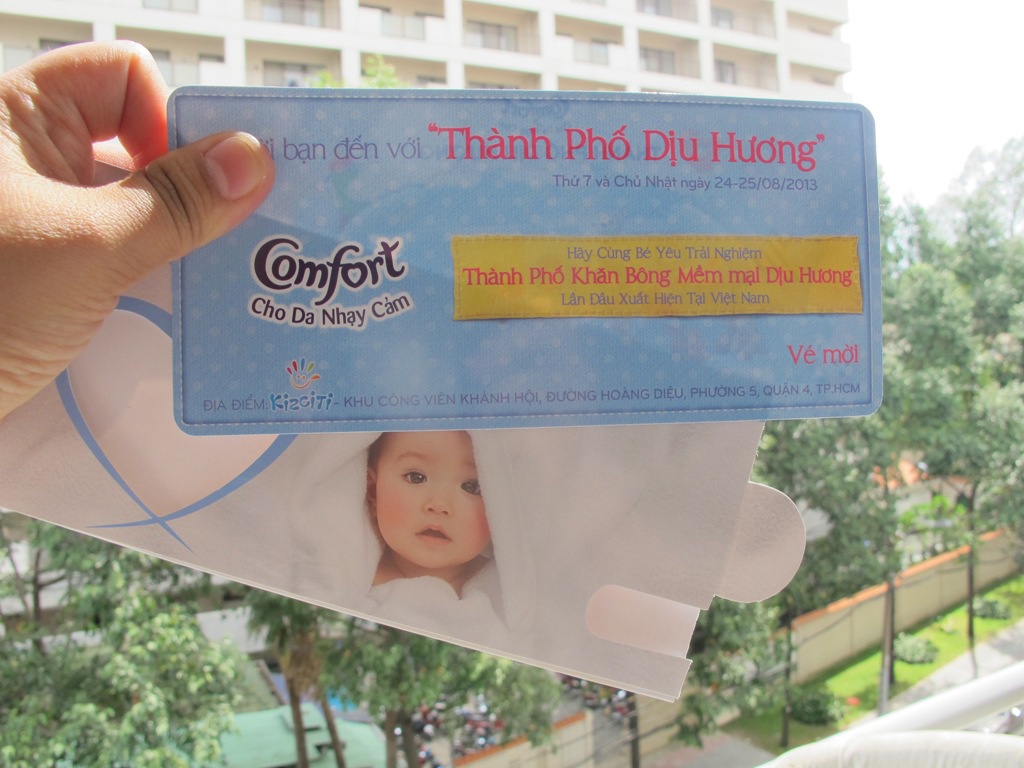 bạn đến với "Thành Phố Dịu Hương"
Thứ 7 và Chủ Nhật ngày 24-25/08/2013
Comfort
Cho Da Nhạy Cảm
Hãy Cùng Bé Yêu Trải Nghiệm
Thành Phố Khăn Bông Mềm mại Dịu Hương
Lần Đầu Xuất Hiện Tại Việt Nam
Vé mời
ĐỊA ĐIỂM: KizCiTi - KHU CÔNG VIÊN KHÁNH HỘI, ĐƯỜNG HOÀNG DIỆU, PHƯỜNG 5, QUẬN 4, TP.HCM